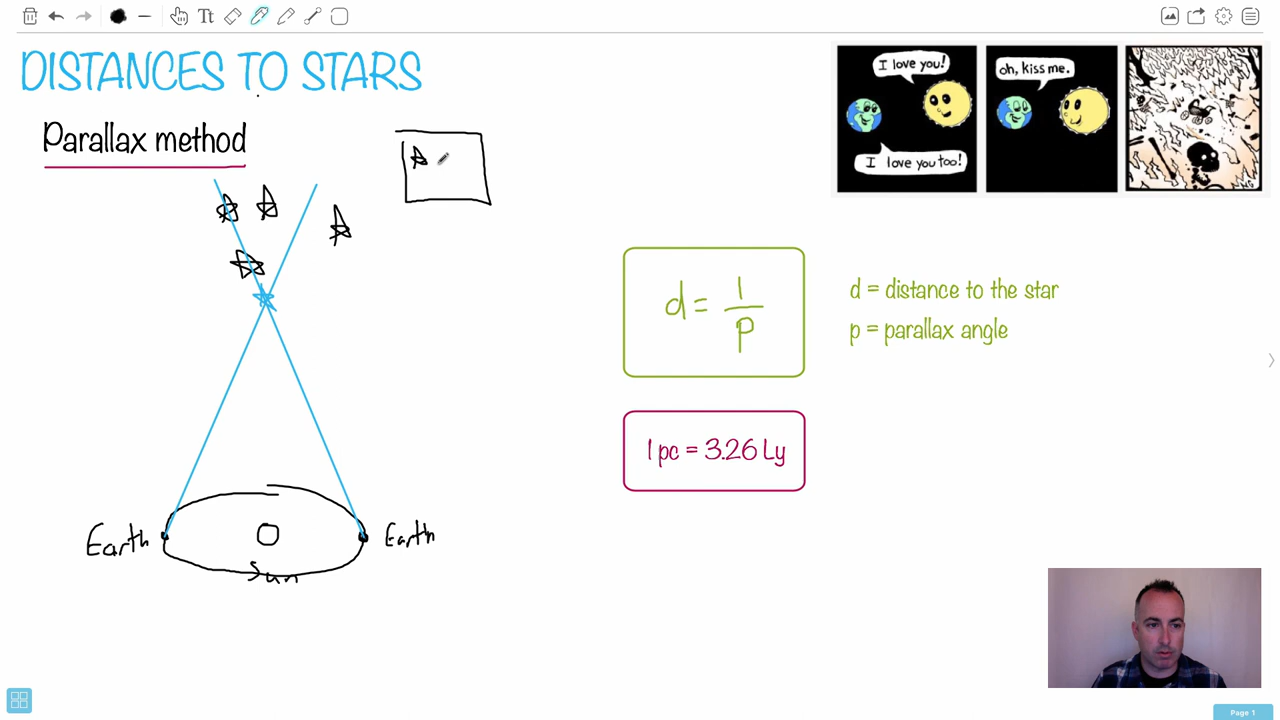 DISTANCES TO STARS
Parallax method
I love you!
I love you too!
oh, kiss me.
d = 1
P
d = distance to the star
p = parallax angle
1 pc = 3.26 Ly
Earth
Sun
Earth
Tt
Page 1